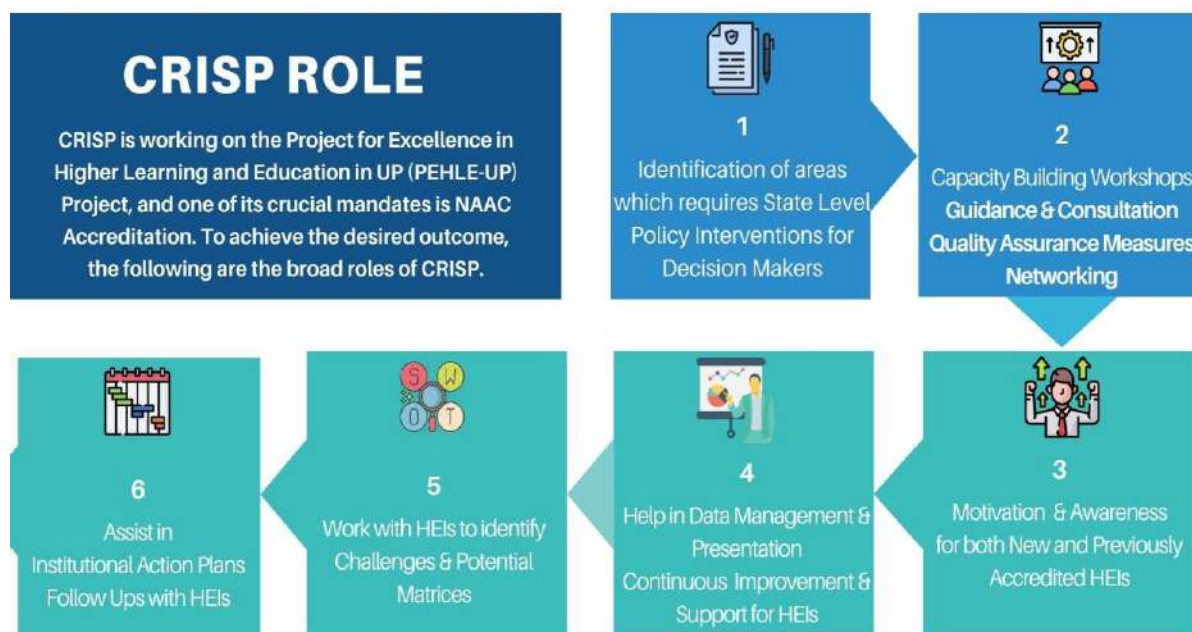 CRISP ROLE
CRISP is working on the Project for Excellence in
Higher Learning and Education in UP (PEHLE-UP)
Project, and one of its crucial mandates is NAAC
Accreditation. To achieve the desired outcome,
the following are the broad roles of CRISP.
1
Identification of areas
which requires State Level
Policy Interventions for
Decision Makers
2
Capacity Building Workshops
Guidance & Consultation
Quality Assurance Measures
Networking
3
Motivation & Awareness
for both New and Previously
Accredited HEIs
4
Help in Data Management &
Presentation
Continuous Improvement &
Support for HEIs
S W
O T
5
Work with HEIs to identify
Challenges & Potential
Matrices
6
Assist in
Institutional Action Plans
Follow Ups with HEIs